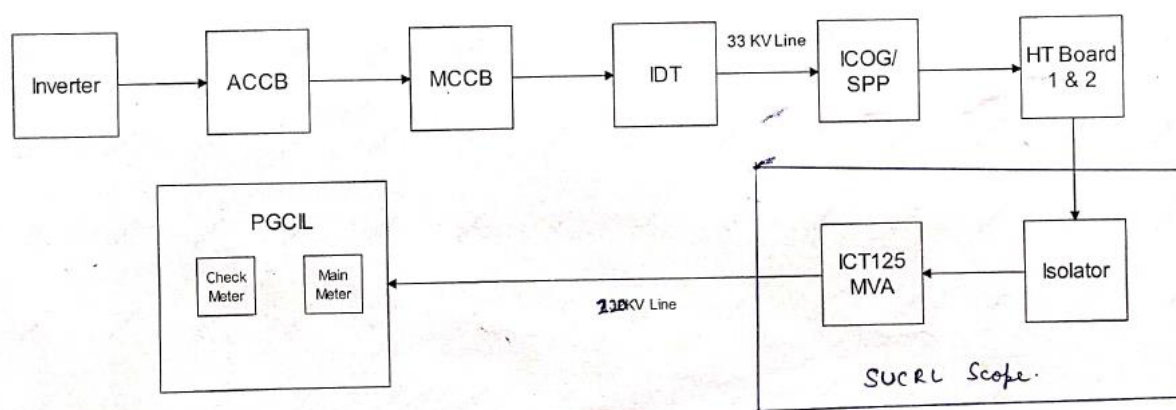 Inverter
ACCB
MCCB
IDT
33 KV Line
ICOG/
SPP
HT Board
1 & 2
PGCIL
Check
Meter
Main
Meter
220KV Line
ICT125
MVA
Isolator
SUCRL Scope.